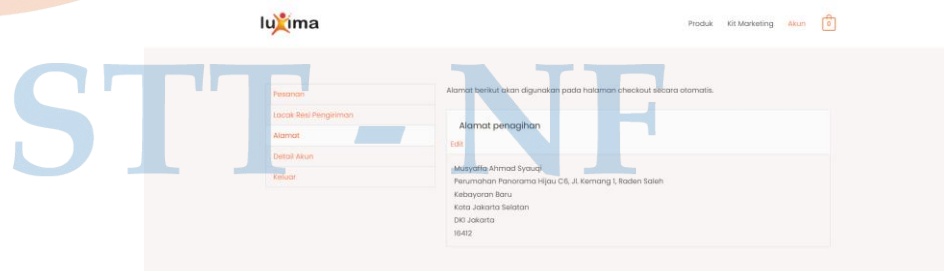 luxima
Produk Kit Marketing Akun 0
STT - NF
Pesanan
Lacak Resi Pengiriman
Alamat
Detail Akun
Keluar
Alamat berikut akan digunakan pada halaman checkout secara otomatis.
Alamat penagihan
Edit
Musyaffa Ahmad Syauqi
Perumahan Panorama Hijau C6, Jl. Kemang 1, Raden Saleh
Kebayoran Baru
Kota Jakarta Selatan
DKI Jakarta
16412